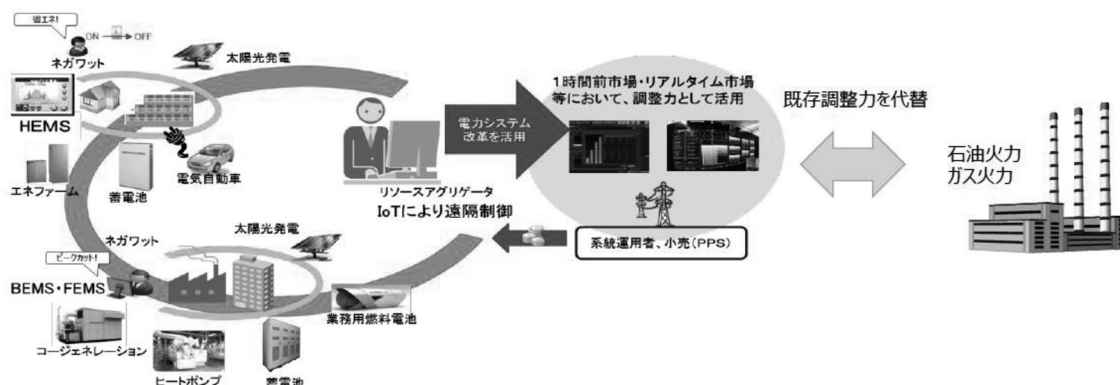 省エネ!
ON
OFF
ネガワット
太陽光発電
HEMS
エネファーム
蓄電池
電気自動車
リソースアグリゲータ
IoTにより遠隔制御
電力システム
改革を活用
1時間前市場・リアルタイム市場
等において、調整力として活用
系統運用者、小売(PPS)
既存調整力を代替
石油火力
ガス火力
ネガワット
太陽光発電
ピークカット!
BEMS・FEMS
コージェネレーション
ヒートポンプ
蓄電池
業務用燃料電池